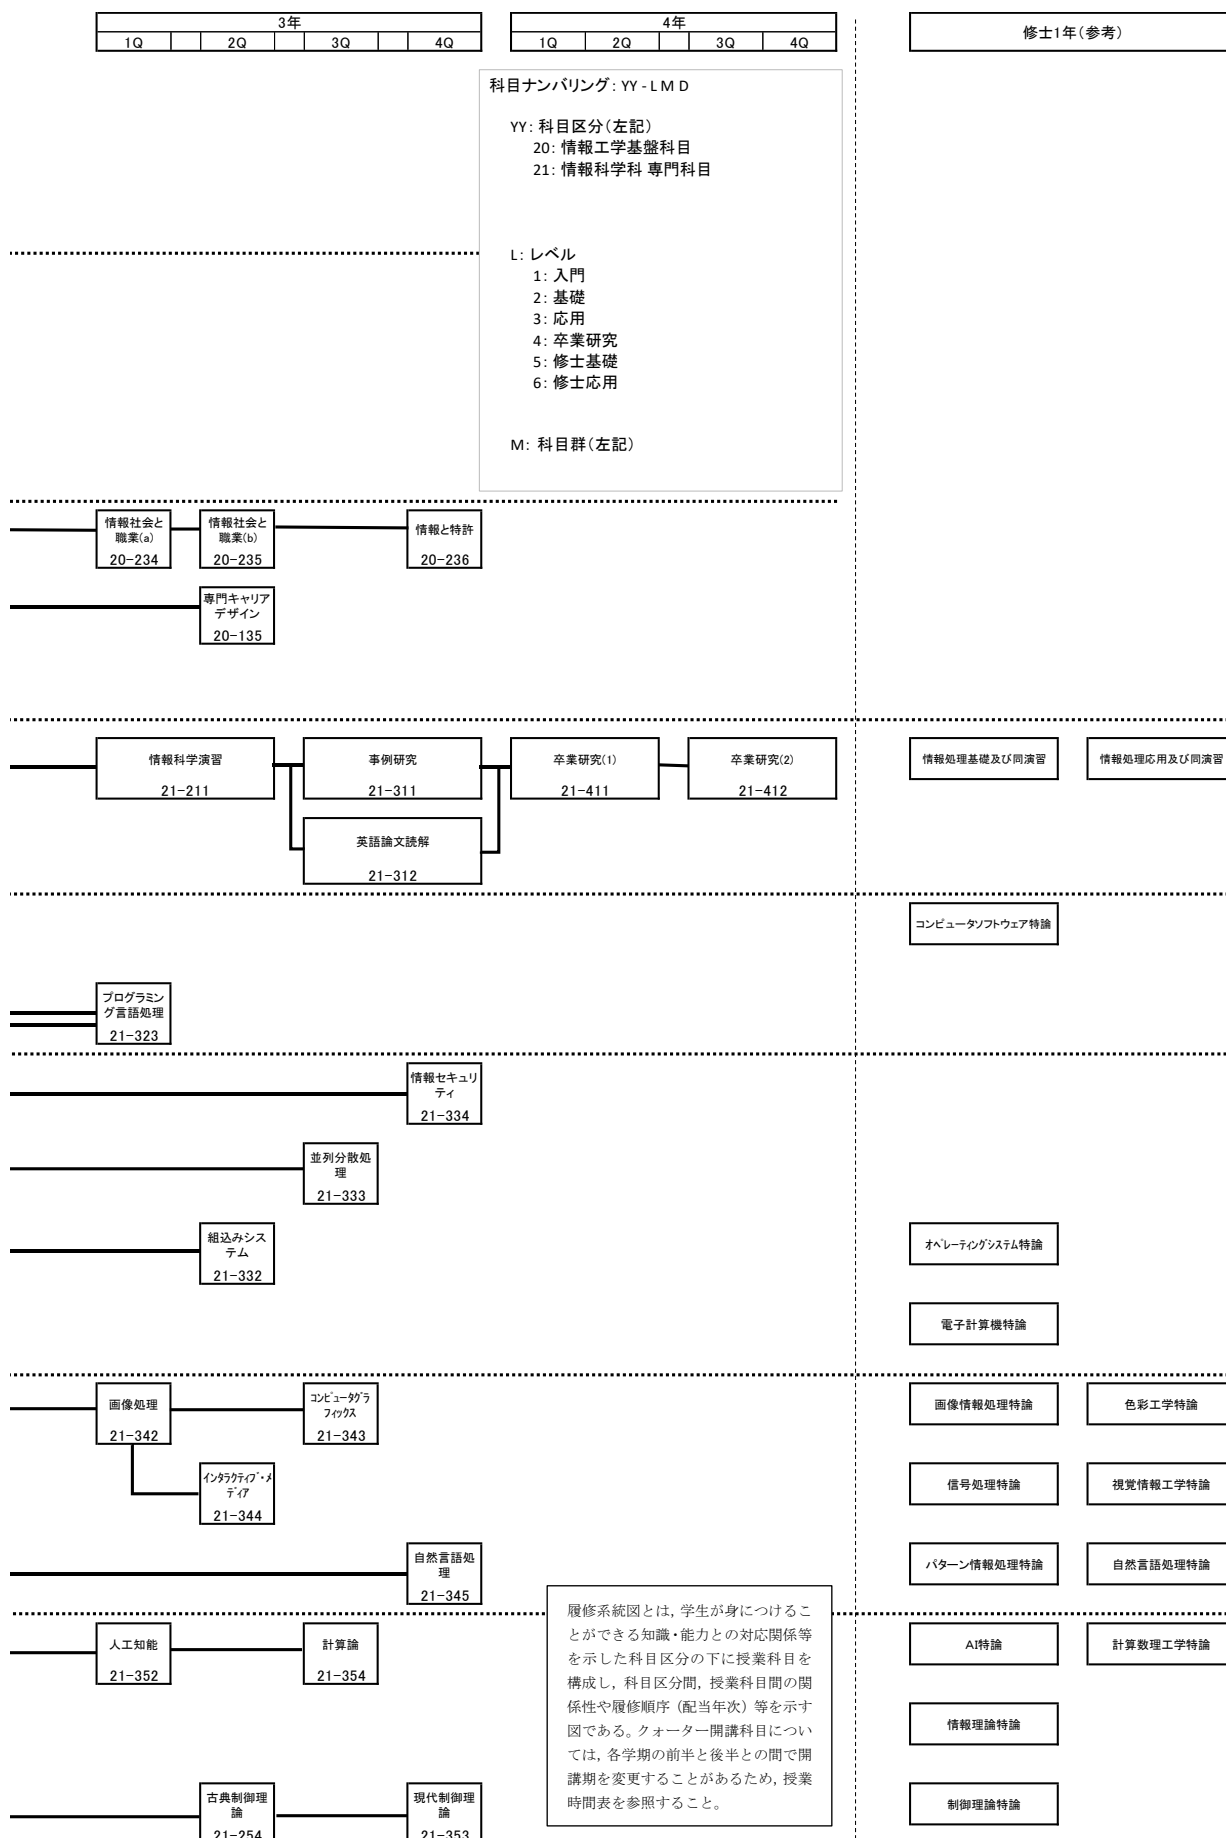 3年
4年
修士1年(参考)
1Q
2Q
3Q
4Q
1Q
2Q
3Q
4Q
科目ナンバリング: YY - L M D
YY: 科目区分(左記)
20: 情報工学基盤科目
21: 情報科学科 専門科目
L: レベル
1: 入門
2: 基礎
3: 応用
4: 卒業研究
5: 修士基礎
6: 修士応用
M: 科目群(左記)
情報社会と
職業(a)
20-234
情報社会と
職業(b)
20-235
情報と特許
20-236
専門キャリア
デザイン
20-135
情報科学演習
21-211
事例研究
21-311
卒業研究(1)
21-411
卒業研究(2)
21-412
情報処理基礎及び同演習
情報処理応用及び同演習
英語論文読解
21-312
コンピュータソフトウェア特論
プログラミン
グ言語処理
21-323
情報セキュリ
ティ
21-334
並列分散処
理
21-333
組込みシス
テム
21-332
オペレーティングシステム特論
電子計算機特論
画像処理
21-342
コンピュータグラ
フィックス
21-343
画像情報処理特論
色彩工学特論
インタラクティブ・メ
ディア
21-344
信号処理特論
視覚情報工学特論
自然言語処
理
21-345
パターン情報処理特論
自然言語処理特論
履修系統図とは,学生が身につけるこ
とができる知識・能力との対応関係等
を示した科目区分の下に授業科目を
構成し,科目区分間,授業科目間の関
係性や履修順序(配当年次)等を示す
図である。クォーター開講科目につい
ては,各学期の前半と後半との間で開
講期を変更することがあるため,授業
時間表を参照すること。
人工知能
21-352
計算論
21-354
AI特論
計算数理工学特論
情報理論特論
古典制御理
論
21-254
現代制御理
論
21-353
制御理論特論